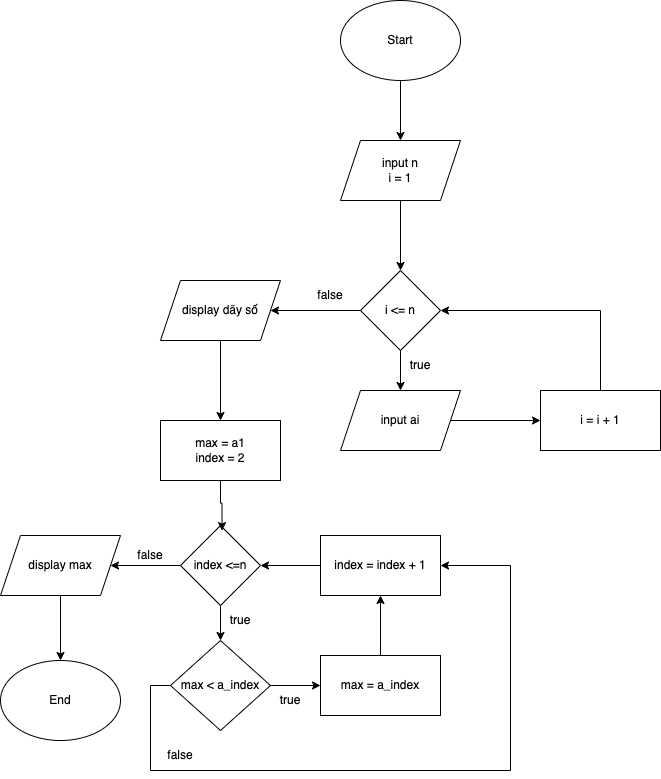 Start
input n
i = 1
i <= n
false
true
display dãy số
input ai
i = i + 1
max = a1
index = 2
index <=n
false
true
display max
index = index + 1
max < a_index
true
false
max = a_index
End